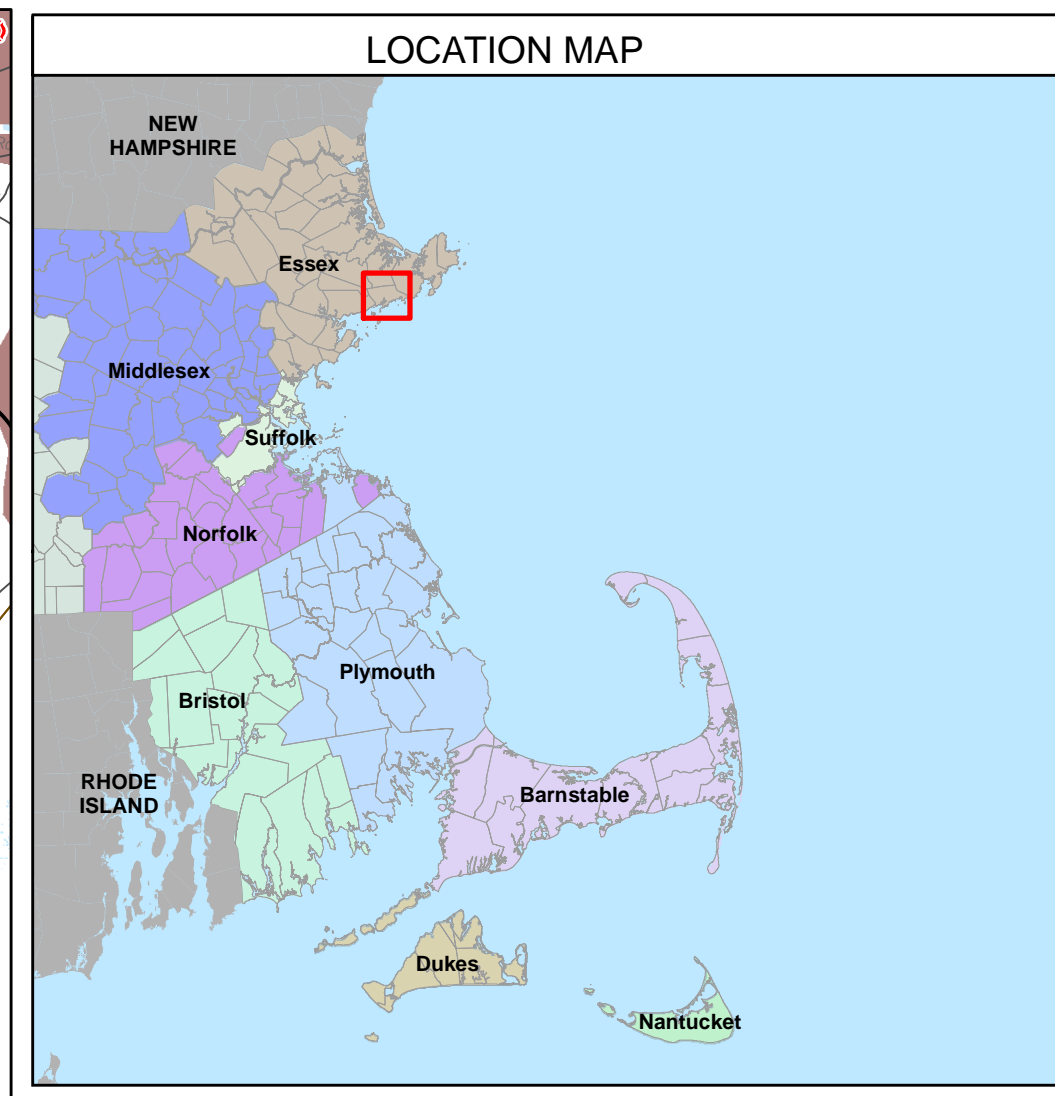 LOCATION MAP
NEW
HAMPSHIRE
Essex
Middlesex
Suffolk
Norfolk
Plymouth
Bristol
RHODE
ISLAND
Barnstable
Dukes
Nantucket